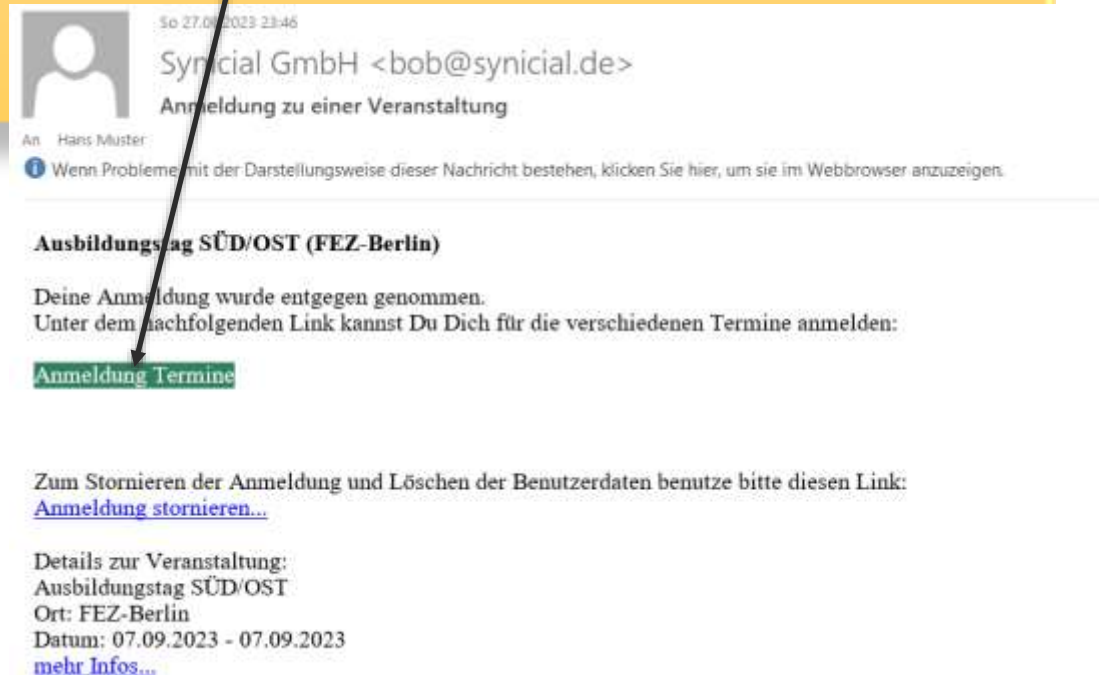 So 27.08.2023 23:46
Synicial GmbH <bob@synicial.de>
Anmeldung zu einer Veranstaltung
An Hans Muster
Wenn Probleme mit der Darstellungsweise dieser Nachricht bestehen, klicken Sie hier, um sie im Webbrowser anzuzeigen.
Ausbildungstag SÜD/OST (FEZ-Berlin)
Deine Anmeldung wurde entgegen genommen.
Unter dem nachfolgenden Link kannst Du Dich für die verschiedenen Termine anmelden:
Anmeldung Termine
Zum Stornieren der Anmeldung und Löschen der Benutzerdaten benutze bitte diesen Link:
Anmeldung stornieren...
Details zur Veranstaltung:
Ausbildungstag SÜD/OST
Ort: FEZ-Berlin
Datum: 07.09.2023 - 07.09.2023
mehr Infos...